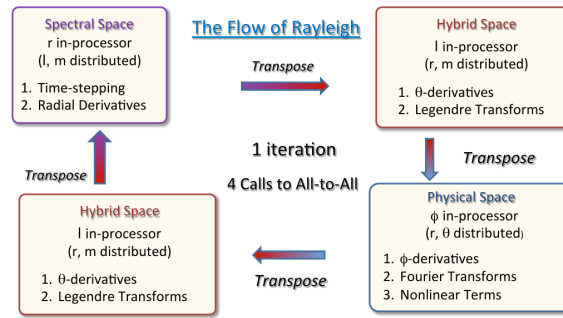 The Flow of Rayleigh
Spectral Space
r in-processor
(l, m distributed)
1. Time-stepping
2. Radial Derivatives
Transpose
Hybrid Space
l in-processor
(r, m distributed)
1. θ-derivatives
2. Legendre Transforms
Transpose
1 iteration
4 Calls to All-to-All
Physical Space
ϕ in-processor
(r, θ distributed)
1. ϕ-derivatives
2. Fourier Transforms
3. Nonlinear Terms
Transpose
Hybrid Space
l in-processor
(r, m distributed)
1. θ-derivatives
2. Legendre Transforms
Transpose